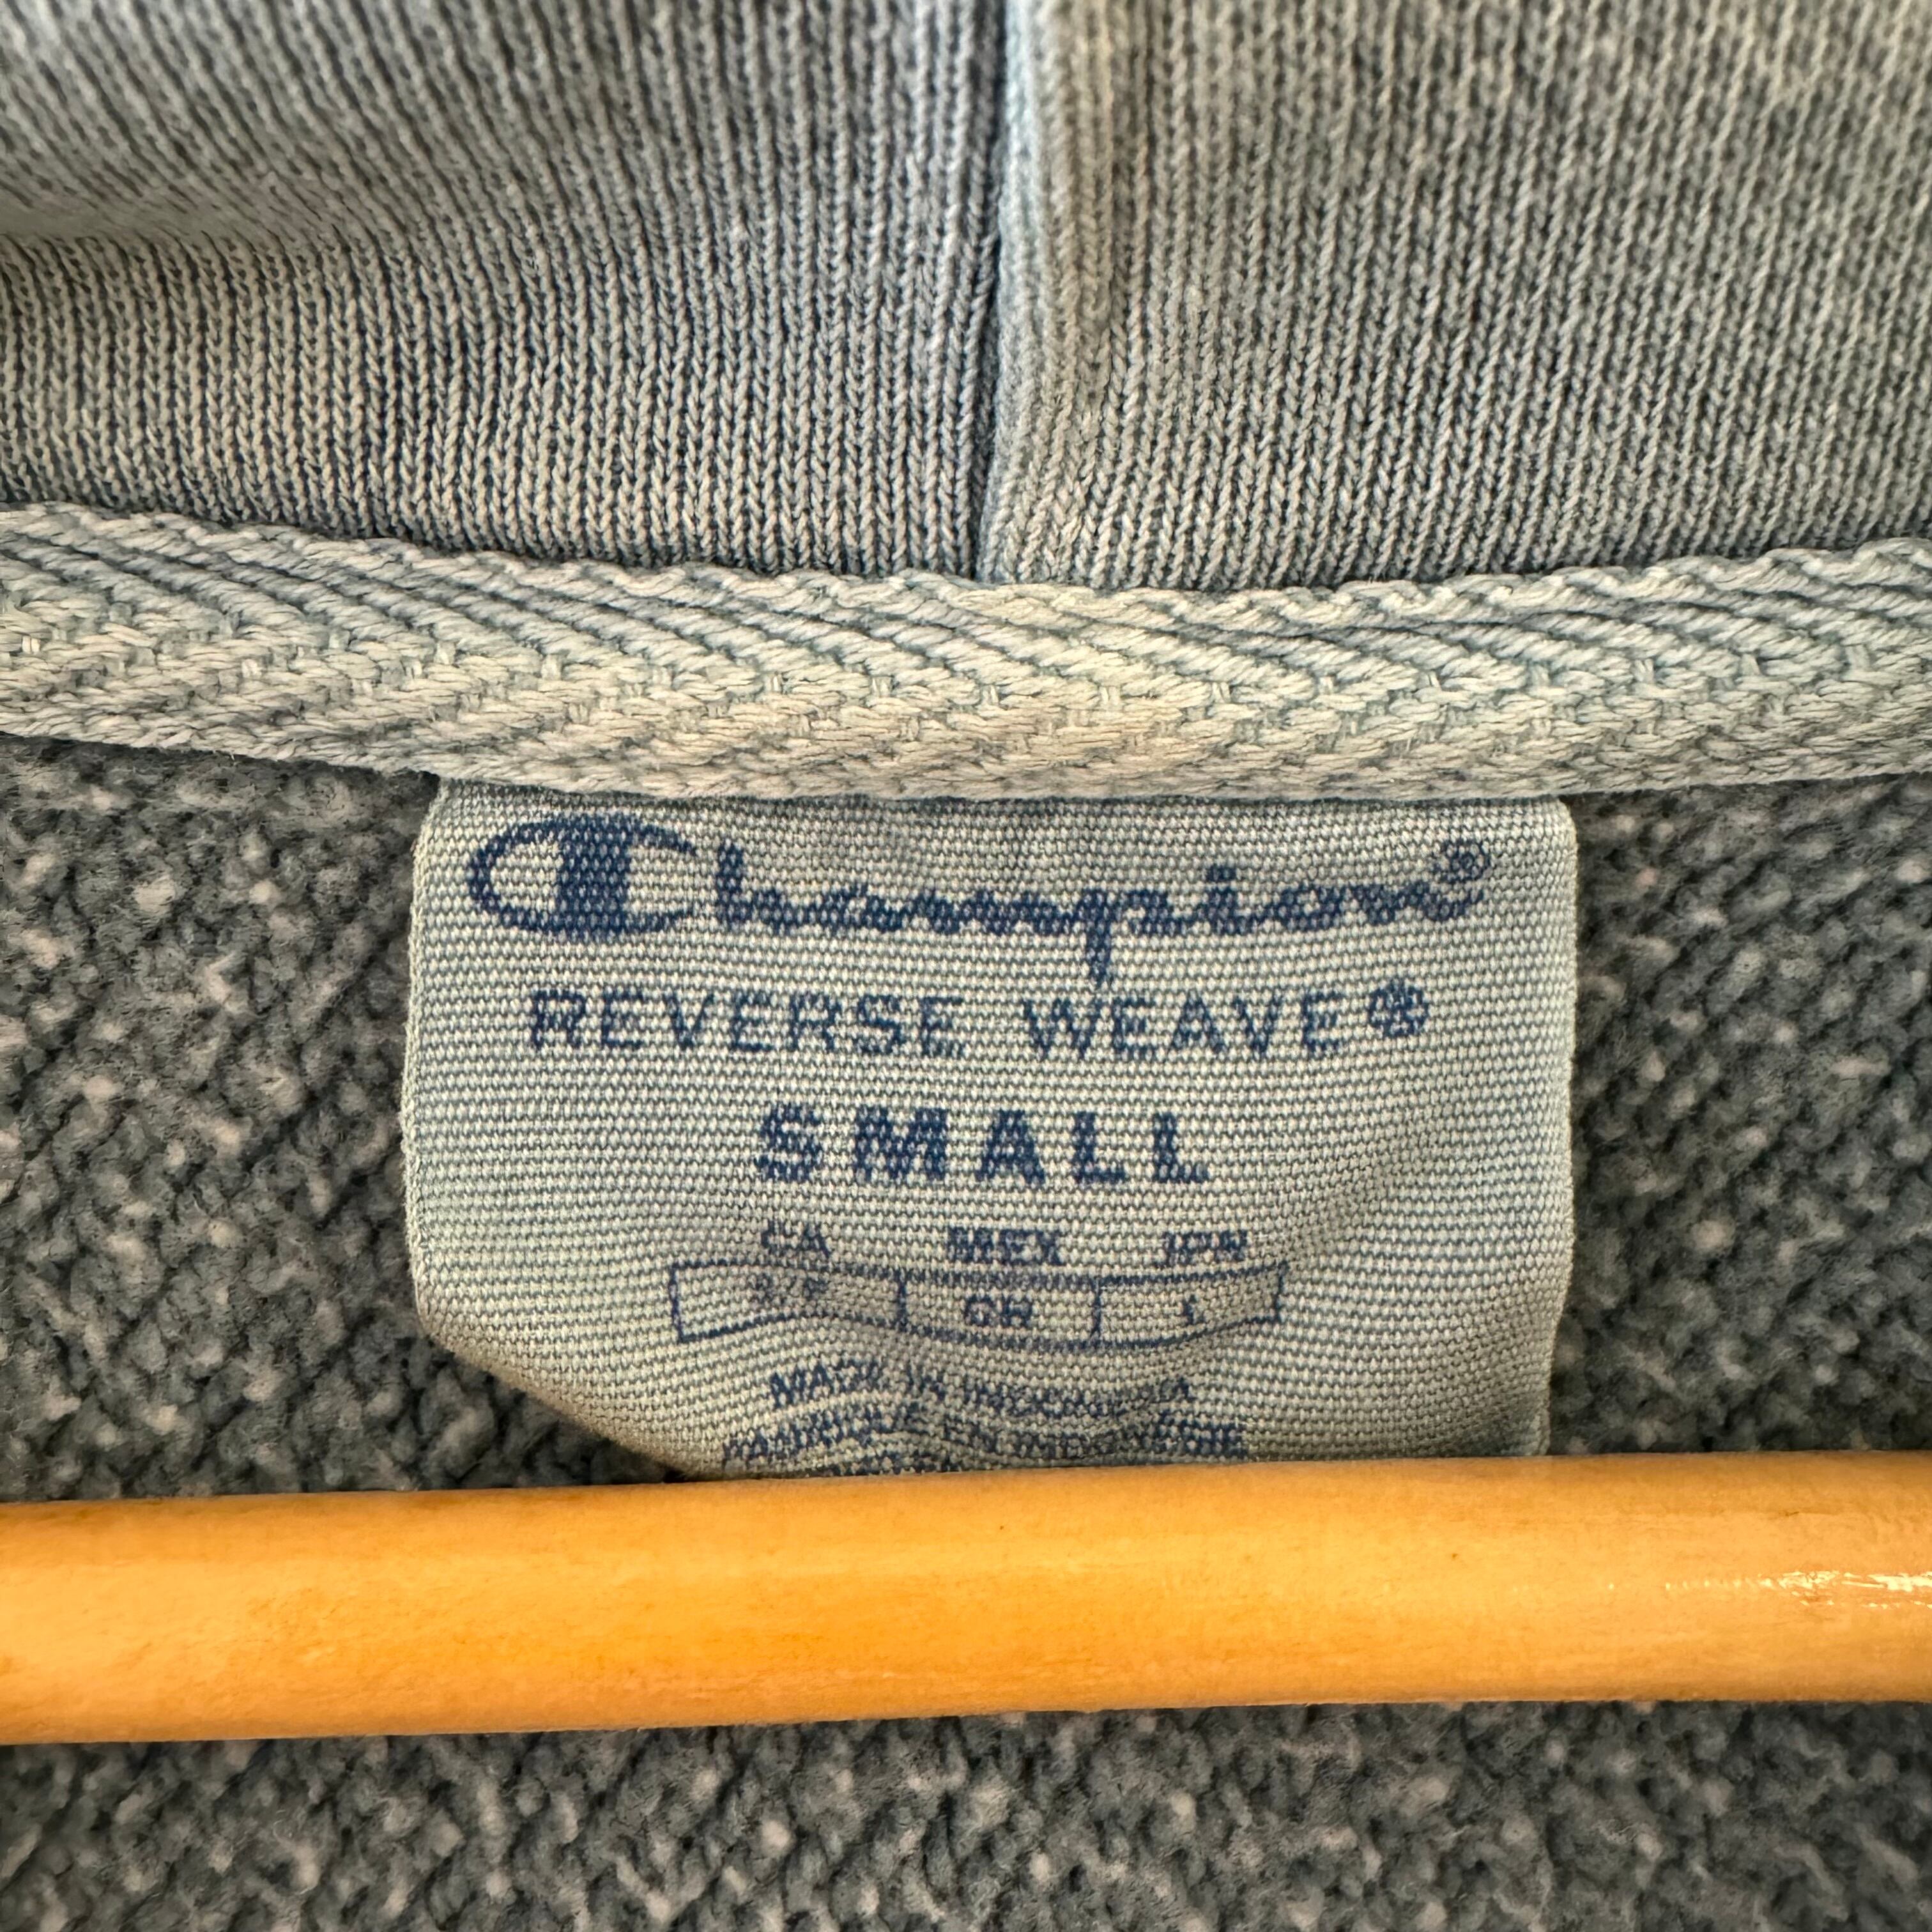 Champion®
REVERSE WEAVE®
SMALL
CA MEX JPN
S/P CH
MADE IN INDONESIA